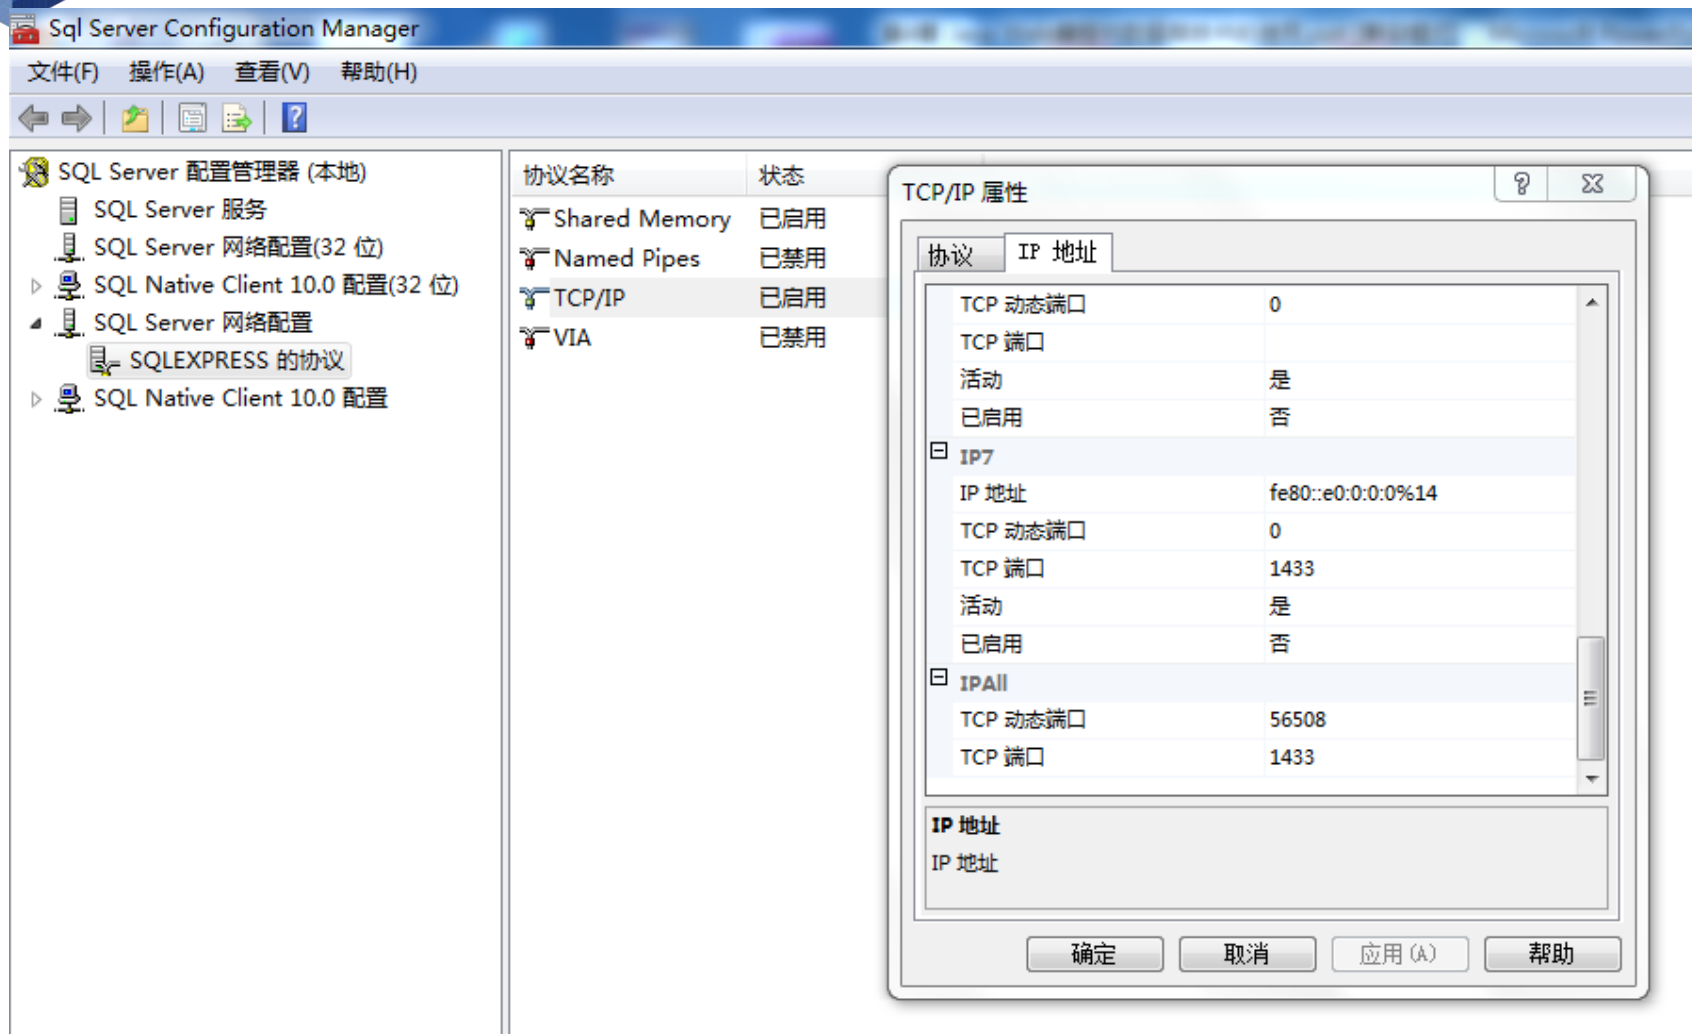 Sql Server Configuration Manager
文件(F) 操作(A) 查看(V) 帮助(H)
SQL Server 配置管理器 (本地)
SQL Server 服务
SQL Server 网络配置(32 位)
SQL Native Client 10.0 配置(32 位)
SQL Server 网络配置
SQLEXPRESS 的协议
SQL Native Client 10.0 配置
协议名称 状态
Shared Memory 已启用
Named Pipes 已禁用
TCP/IP 已启用
VIA 已禁用
TCP/IP 属性
协议 IP 地址
TCP 动态端口 0
TCP 端口
活动 是
已启用 否
IP7
IP 地址 fe80::e0:0:0:0%14
TCP 动态端口 0
TCP 端口 1433
活动 是
已启用 否
IPAll
TCP 动态端口 56508
TCP 端口 1433
IP 地址
IP 地址
确定 取消 应用(A) 帮助